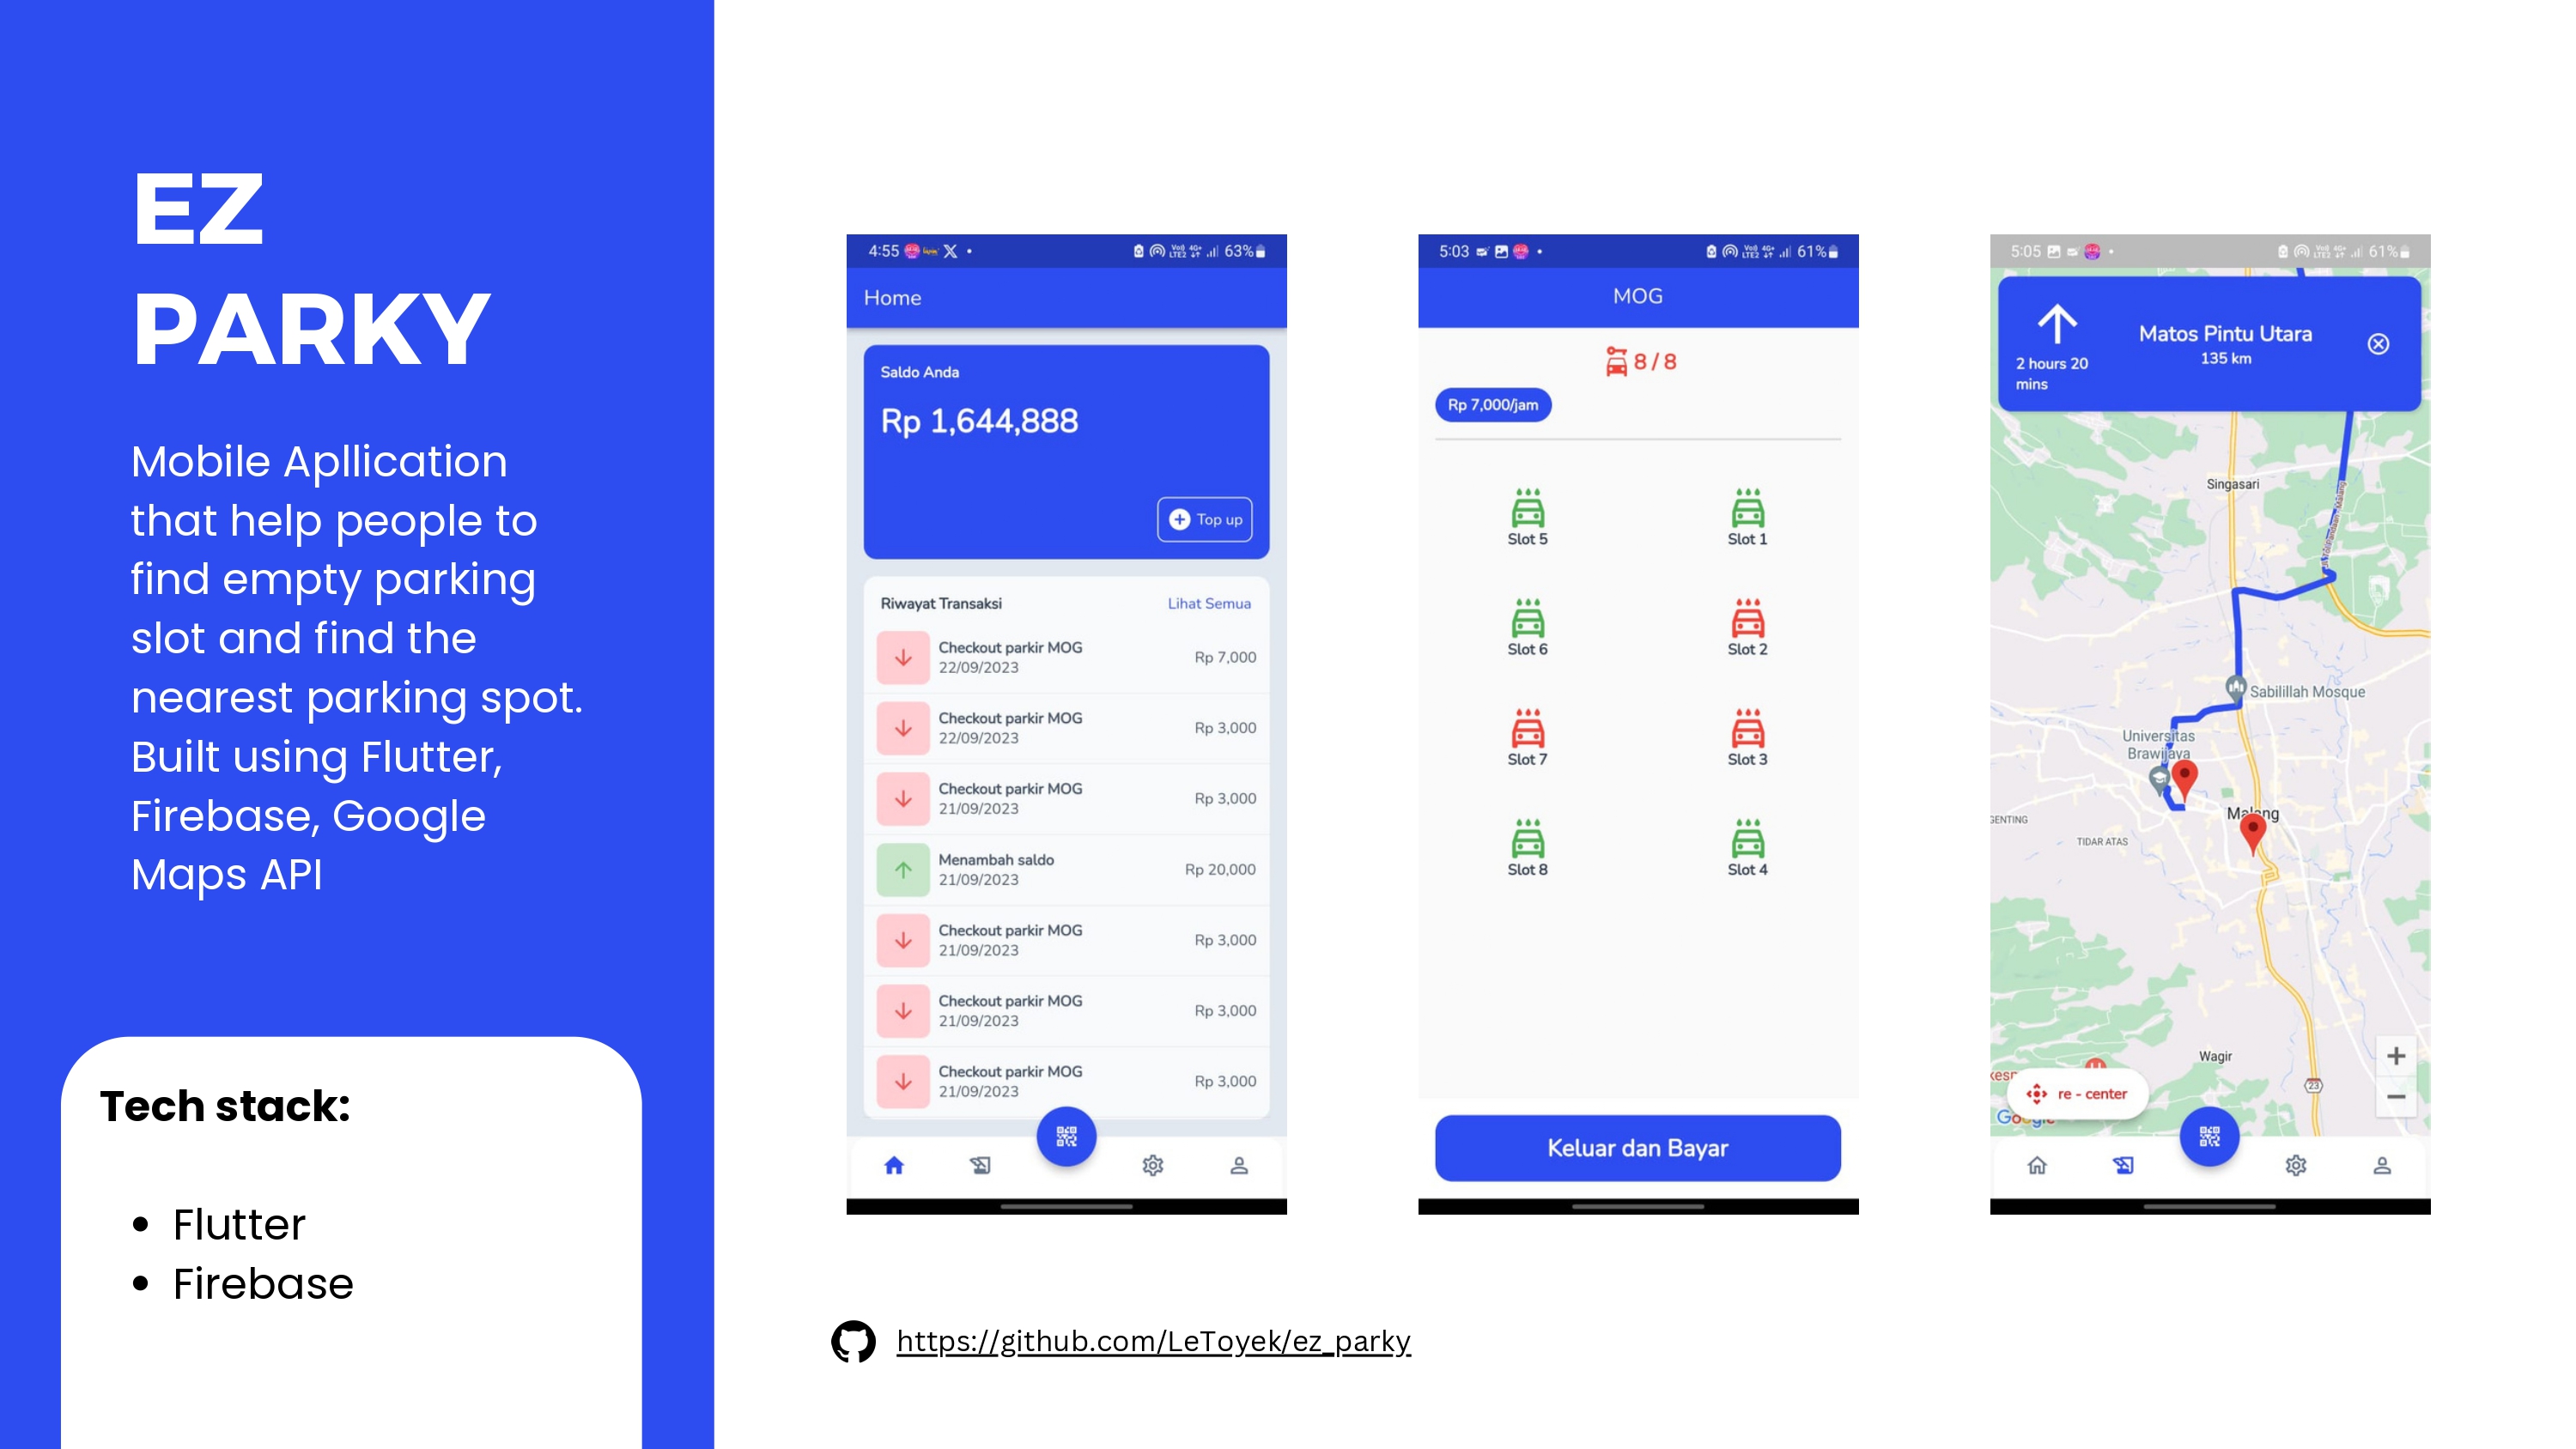 EZ
PARKY
Mobile Apllication
that help people to
find empty parking
slot and find the
nearest parking spot.
Built using Flutter,
Firebase, Google
Maps API
Tech stack:
• Flutter
• Firebase
4:55
63%
Home
Saldo Anda
Rp 1,644,888
Top up
Riwayat Transaksi
Lihat Semua
Checkout parkir MOG
22/09/2023
Rp 7,000
Checkout parkir MOG
22/09/2023
Rp 3,000
Checkout parkir MOG
21/09/2023
Rp 3,000
Menambah saldo
21/09/2023
Rp 20,000
Checkout parkir MOG
21/09/2023
Rp 3,000
Checkout parkir MOG
21/09/2023
Rp 3,000
Checkout parkir MOG
21/09/2023
Rp 3,000
5:03
61%
MOG
8 / 8
Rp 7,000/jam
Slot 5
Slot 1
Slot 6
Slot 2
Slot 7
Slot 3
Slot 8
Slot 4
Keluar dan Bayar
5:05
61%
Matos Pintu Utara
135 km
2 hours 20
mins
Singasari
Sabilillah Mosque
Universitas
Brawijaya
Malang
GENTING
TIDAR ATAS
Wagir
23
re - center
Google
https://github.com/LeToyek/ez_parky